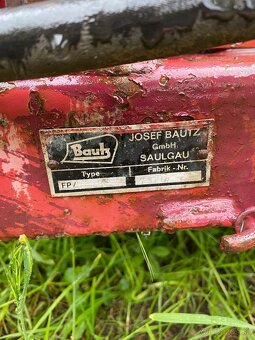 Bautz
JOSEF BAUTZ
GmbH
SAULGAU
Type
Fabrik.-Nr.
FP/